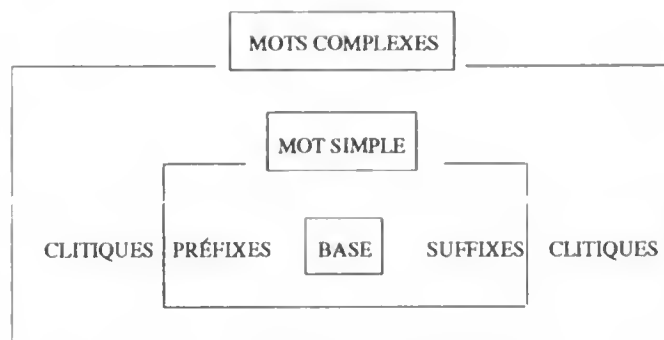 MOTS COMPLEXES
MOT SIMPLE
CLITIQUES PRÉFIXES BASE SUFFIXES CLITIQUES